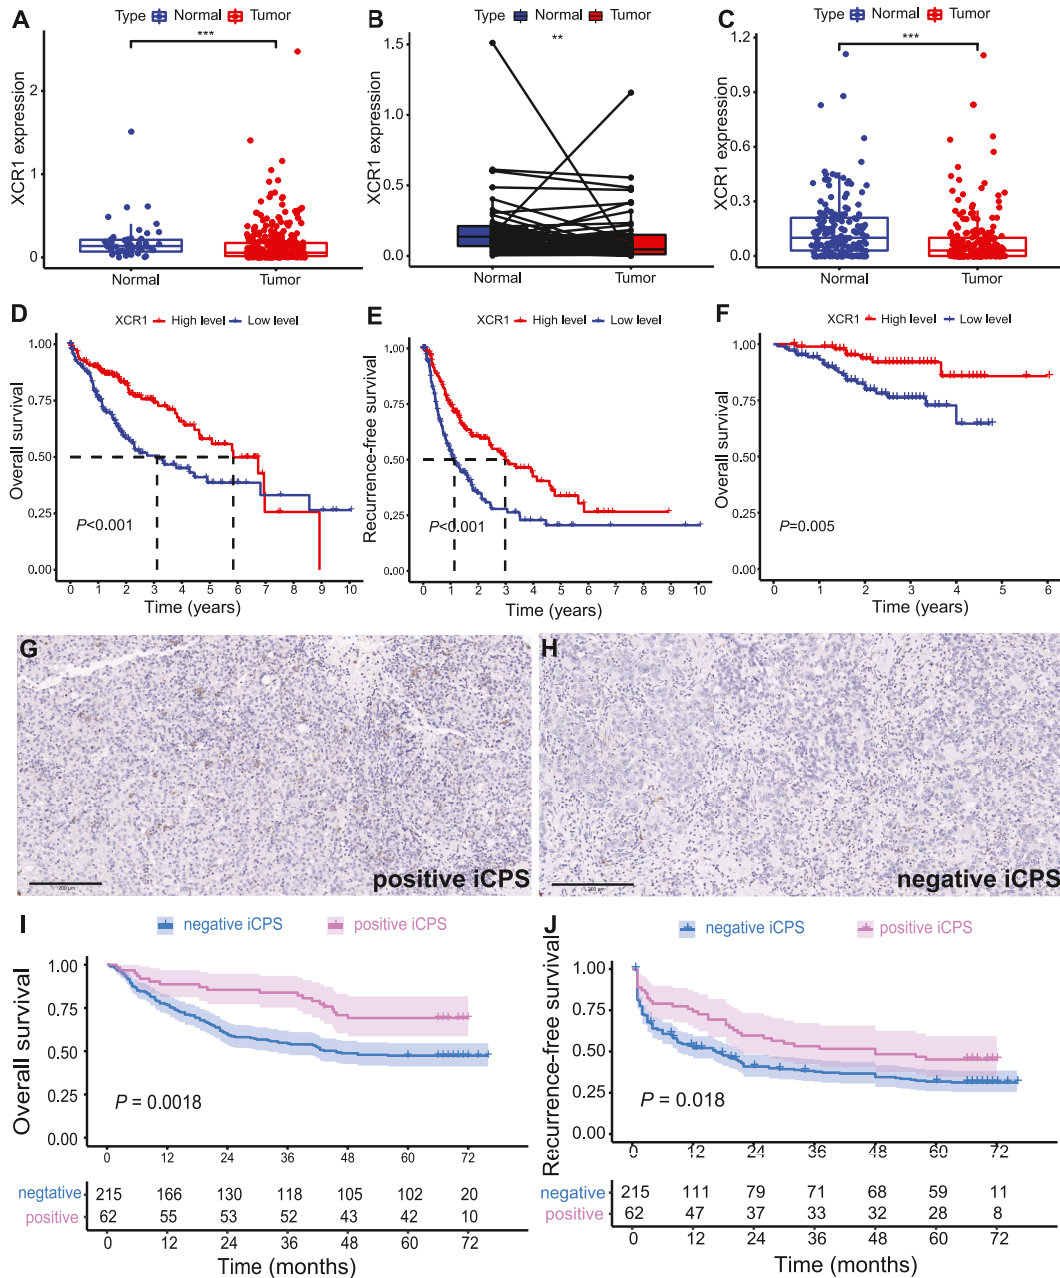 A
Type Normal Tumor
***
XCR1 expression
2
1
0
Normal Tumor
B
Type Normal Tumor
**
XCR1 expression
1.5
1.0
0.5
0.0
Normal Tumor
C
Type Normal Tumor
***
XCR1 expression
1.2
0.9
0.6
0.3
0.0
Normal Tumor
D
XCR1 High level Low level
Overall survival
1.00
0.75
0.50
0.25
0.00
P<0.001
0 1 2 3 4 5 6 7 8 9 10
Time (years)
E
XCR1 High level Low level
Recurrence-free survival
1.00
0.75
0.50
0.25
0.00
P<0.001
0 1 2 3 4 5 6 7 8 9 10
Time (years)
F
XCR1 High level Low level
Overall survival
1.00
0.75
0.50
0.25
0.00
P=0.005
0 1 2 3 4 5 6
Time (years)
G
200 μm
positive iCPS
H
200 μm
negative iCPS
I
negative iCPS positive iCPS
Overall survival
1.00
0.75
0.50
0.25
0.00
P = 0.0018
0 12 24 36 48 60 72
negtative 215 166 130 118 105 102 20
positive 62 55 53 52 43 42 10
0 12 24 36 48 60 72
Time (months)
J
negative iCPS positive iCPS
Recurrence-free survival
1.00
0.75
0.50
0.25
0.00
P = 0.018
0 12 24 36 48 60 72
negative 215 111 79 71 68 59 11
positive 62 47 37 33 32 28 8
0 12 24 36 48 60 72
Time (months)